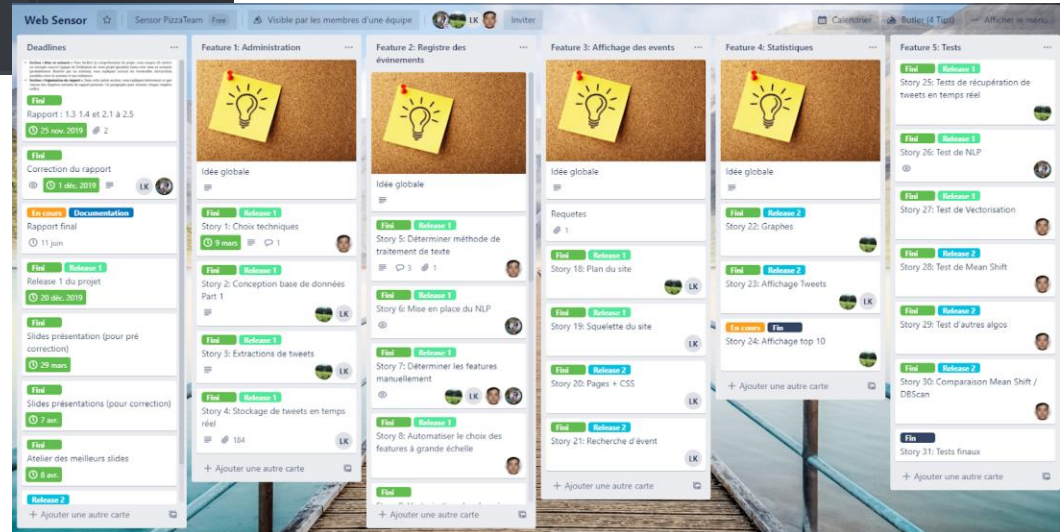 Web Sensor
Sensor PizzaTeam Free
Visible par les membres d'une équipe
LK
Inviter
Calendrier
Butler (4 Tips)
Afficher le menu
Deadlines
Fini
Rapport : 1.3 1.4 et 2.1 à 2.5
25 nov. 2019 2
Fini
Correction du rapport
1 déc. 2019 LK
En cours Documentation
Rapport final
11 juin
Fini Release 1
Release 1 du projet
20 déc. 2019
Fini
Slides présentation (pour pré
correction)
29 mars
Fini
Slides présentations (pour correction)
7 avr.
Fini
Atelier des meilleurs slides
8 avr.
Release 2
+ Ajouter une autre carte
Feature 1: Administration
Idée globale
Fini Release 1
Story 1: Choix techniques
9 mars 1
Fini Release 1
Story 2: Conception base de données
Part 1
LK
Fini Release 1
Story 3: Extractions de tweets
LK
Fini Release 1
Story 4: Stockage de tweets en temps
réel
184 LK
+ Ajouter une autre carte
Feature 2: Registre des
événements
Idée globale
Fini Release 1
Story 5: Déterminer méthode de
traitement de texte
3 1
Fini Release 1
Story 6: Mise en place du NLP
Fini Release 1
Story 7: Déterminer les features
manuellement
LK
Fini Release 1
Story 8: Automatiser le choix des
features à grande échelle
Fini Release 1
+ Ajouter une autre carte
Feature 3: Affichage des events
Idée globale
Requetes
1
Fini Release 1
Story 18: Plan du site
LK
Fini Release 1
Story 19: Squelette du site
LK
Fini Release 2
Story 20: Pages + CSS
LK
Fini Release 2
Story 21: Recherche d'évent
LK
+ Ajouter une autre carte
Feature 4: Statistiques
Idée globale
Fini Release 2
Story 22: Graphes
Fini Release 2
Story 23: Affichage Tweets
LK
En cours Fin
Story 24: Affichage top 10
+ Ajouter une autre carte
Feature 5: Tests
Fini Release 1
Story 25: Tests de récupération de
tweets en temps réel
Fini Release 1
Story 26: Test de NLP
Fini Release 1
Story 27: Test de Vectorisation
Fini Release 2
Story 28: Test de Mean Shift
Fini Release 2
Story 29: Test d'autres algos
Fini Release 2
Story 30: Comparaison Mean Shift /
DBScan
Fin
Story 31: Tests finaux
+ Ajouter une autre carte